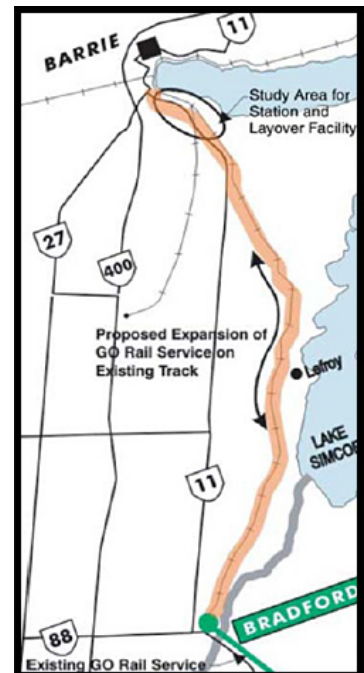 11
BARRIE
Study Area for
Station and
Layover Facility
27
400
Proposed Expansion of
GO Rail Service on
Existing Track
Lefroy
LAKE
SIMCOE
11
BRADFORD
88
Existing GO Rail Service